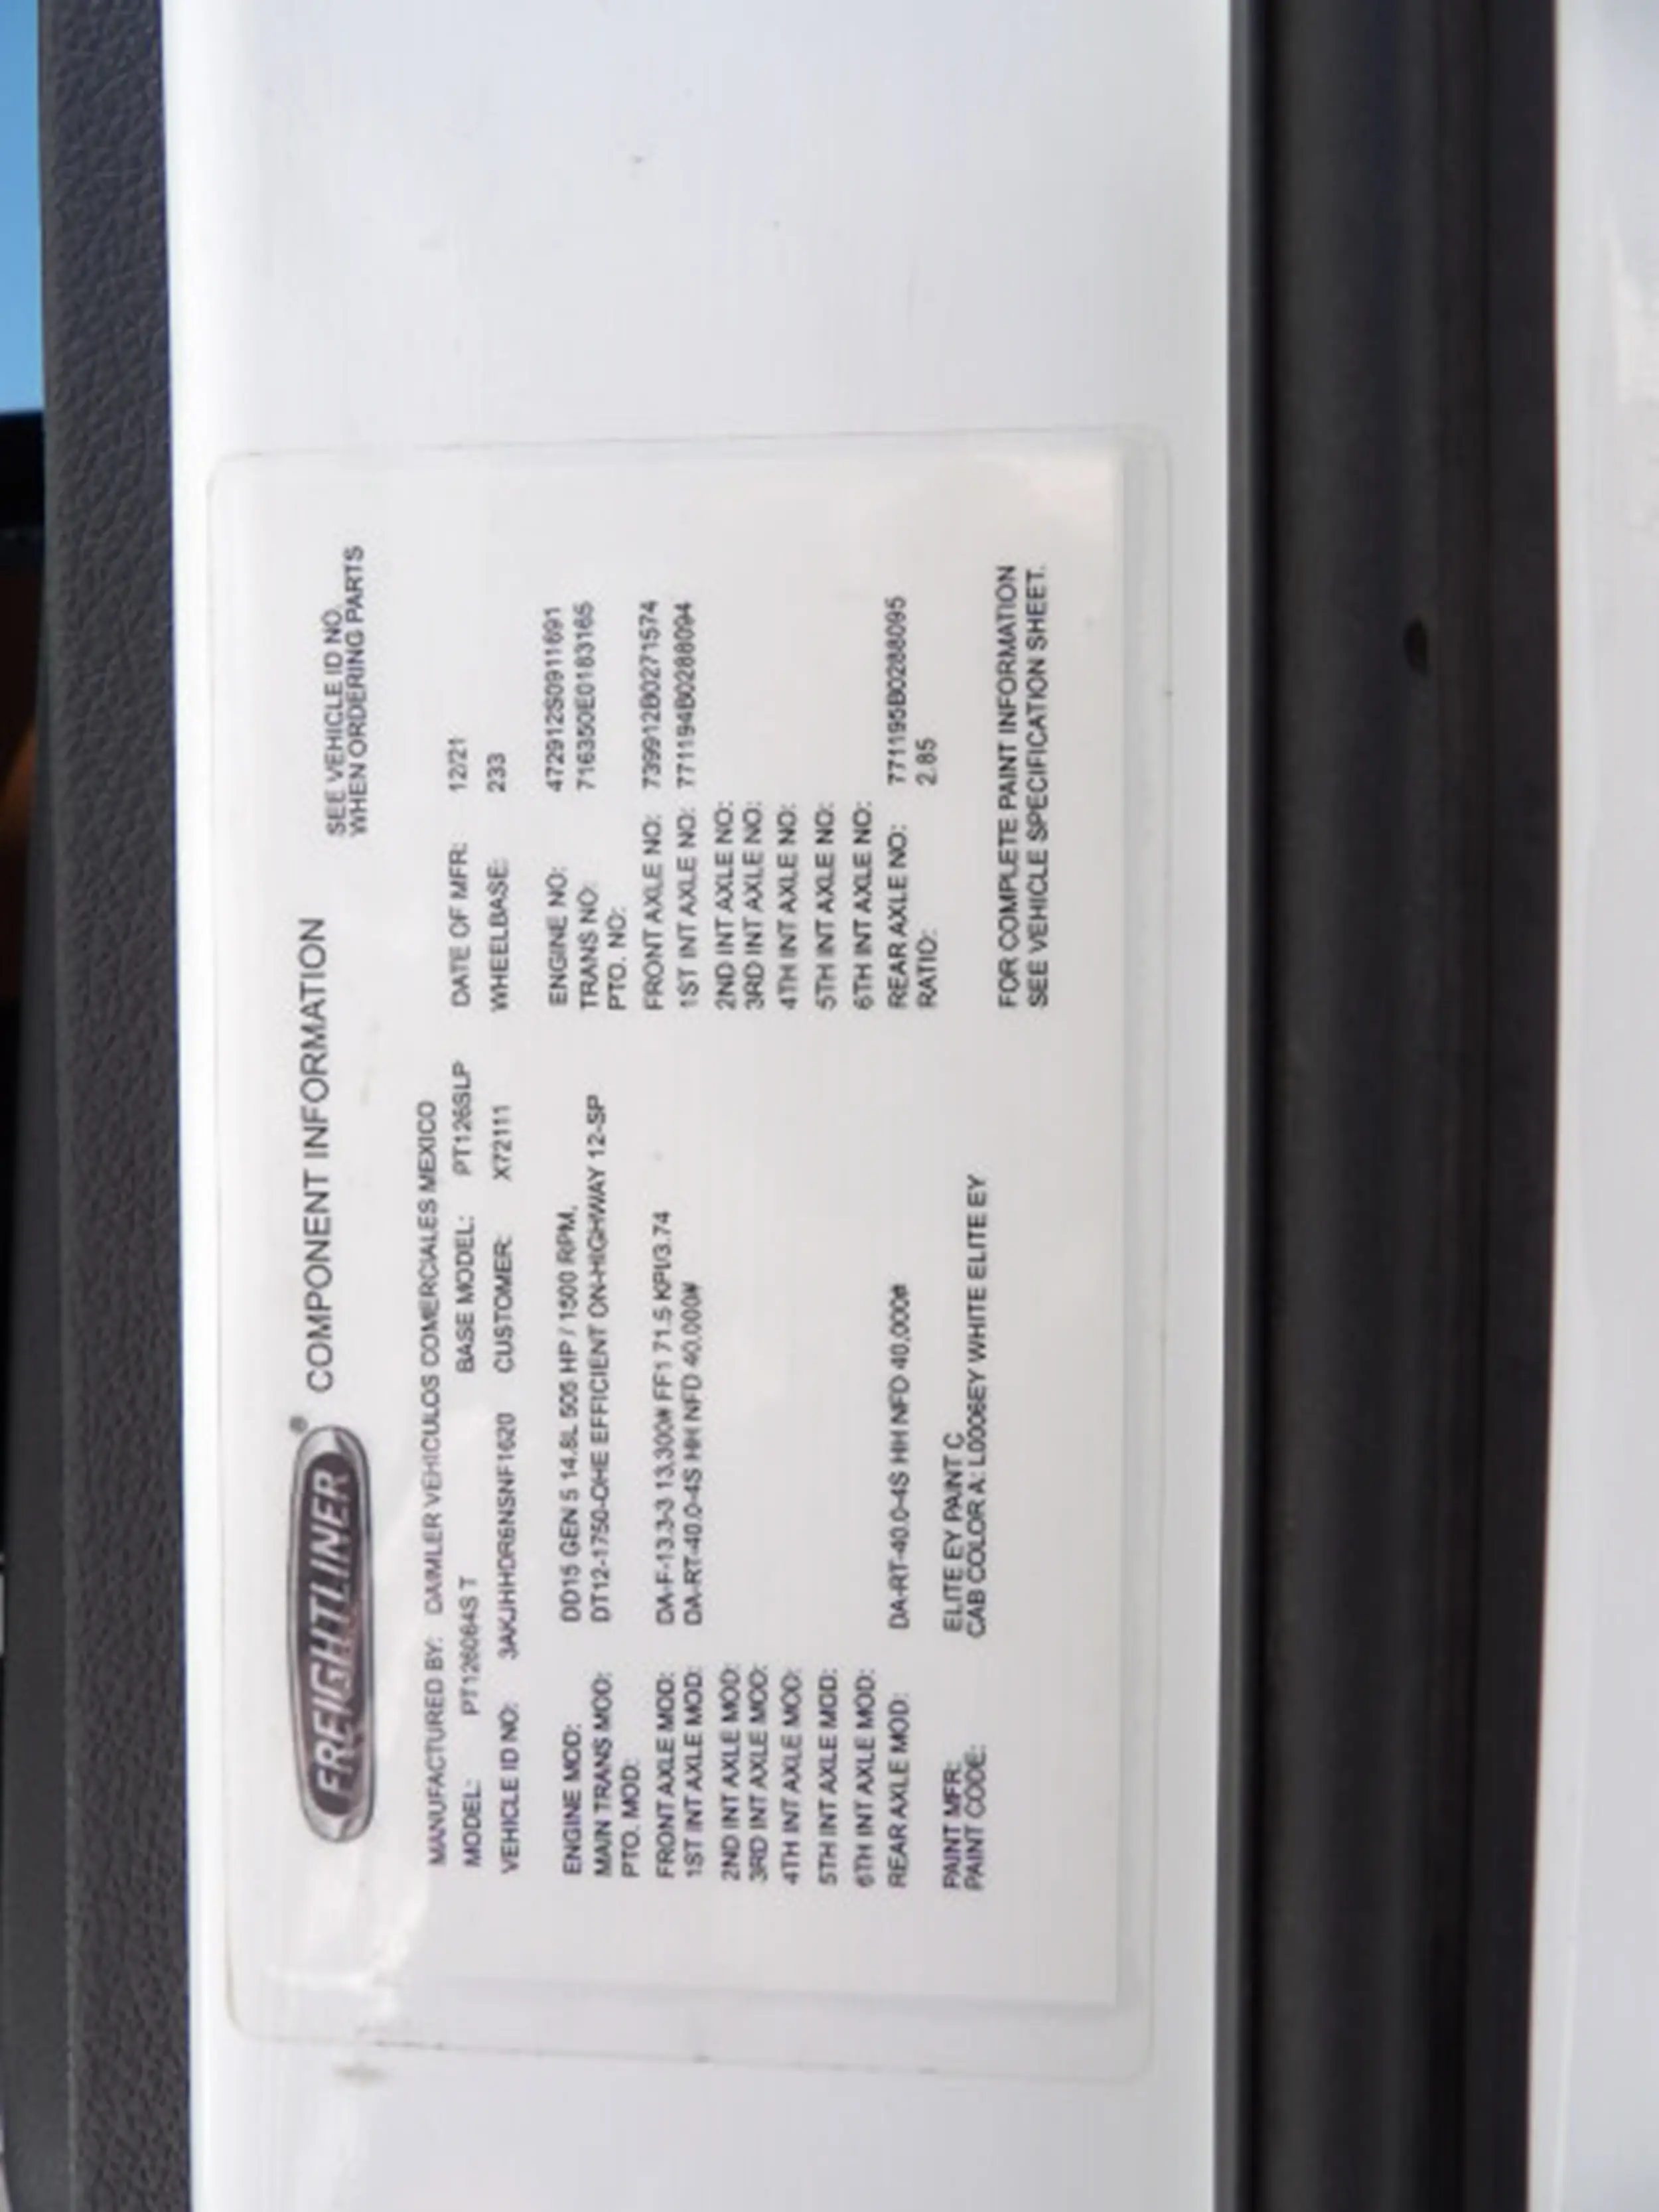 FREIGHTLINER® COMPONENT INFORMATION
SEE VEHICLE ID NO.
WHEN ORDERING PARTS
MANUFACTURED BY: DAIMLER VEHICULOS COMERCIALES MEXICO
MODEL: PT126064S T BASE MODEL: PT126SLP DATE OF MFR: 12/21
VEHICLE ID NO: 3AKJHHDR6NSNF1620 CUSTOMER: X72111 WHEELBASE: 233
ENGINE MOD: DD15 GEN 5 14.8L 505 HP / 1500 RPM, ENGINE NO: 472912S0911691
MAIN TRANS MOD: DT12-1750-OHE EFFICIENT ON-HIGHWAY 12-SP TRANS NO: 716350E0183165
PTO. MOD: PTO. NO:
FRONT AXLE MOD: DA-F-13.3-3 13,300# FF1 71.5 KPI/3.74 FRONT AXLE NO: 739912B0271574
1ST INT AXLE MOD: DA-RT-40.0-4S HH NFD 40,000# 1ST INT AXLE NO: 771194B0288094
2ND INT AXLE MOD: 2ND INT AXLE NO:
3RD INT AXLE MOD: 3RD INT AXLE NO:
4TH INT AXLE MOD: 4TH INT AXLE NO:
5TH INT AXLE MOD: 5TH INT AXLE NO:
6TH INT AXLE MOD: 6TH INT AXLE NO:
REAR AXLE MOD: DA-RT-40.0-4S HH NFD 40,000# REAR AXLE NO: 771195B0288095
RATIO: 2.85
PAINT MFR: ELITE EY PAINT C
PAINT CODE: CAB COLOR A: L0006EY WHITE ELITE EY
FOR COMPLETE PAINT INFORMATION
SEE VEHICLE SPECIFICATION SHEET.